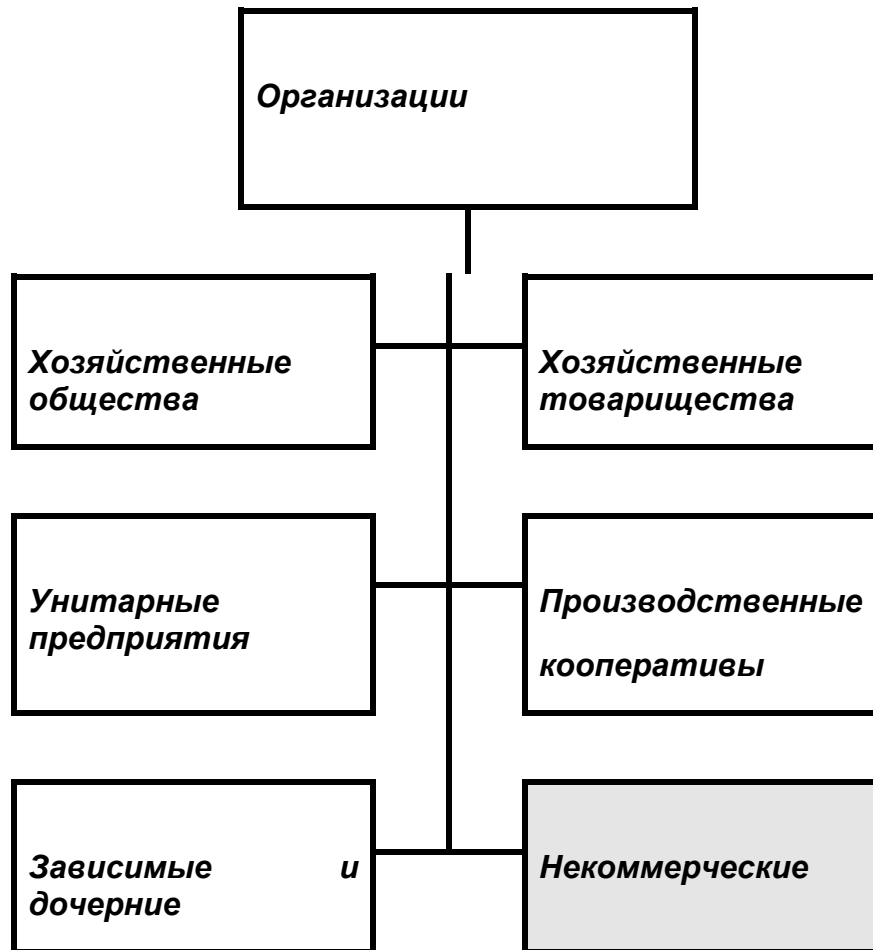 Организации
Хозяйственные
общества
Хозяйственные
товарищества
Унитарные
предприятия
Производственные
кооперативы
Зависимые и
дочерние
Некоммерческие